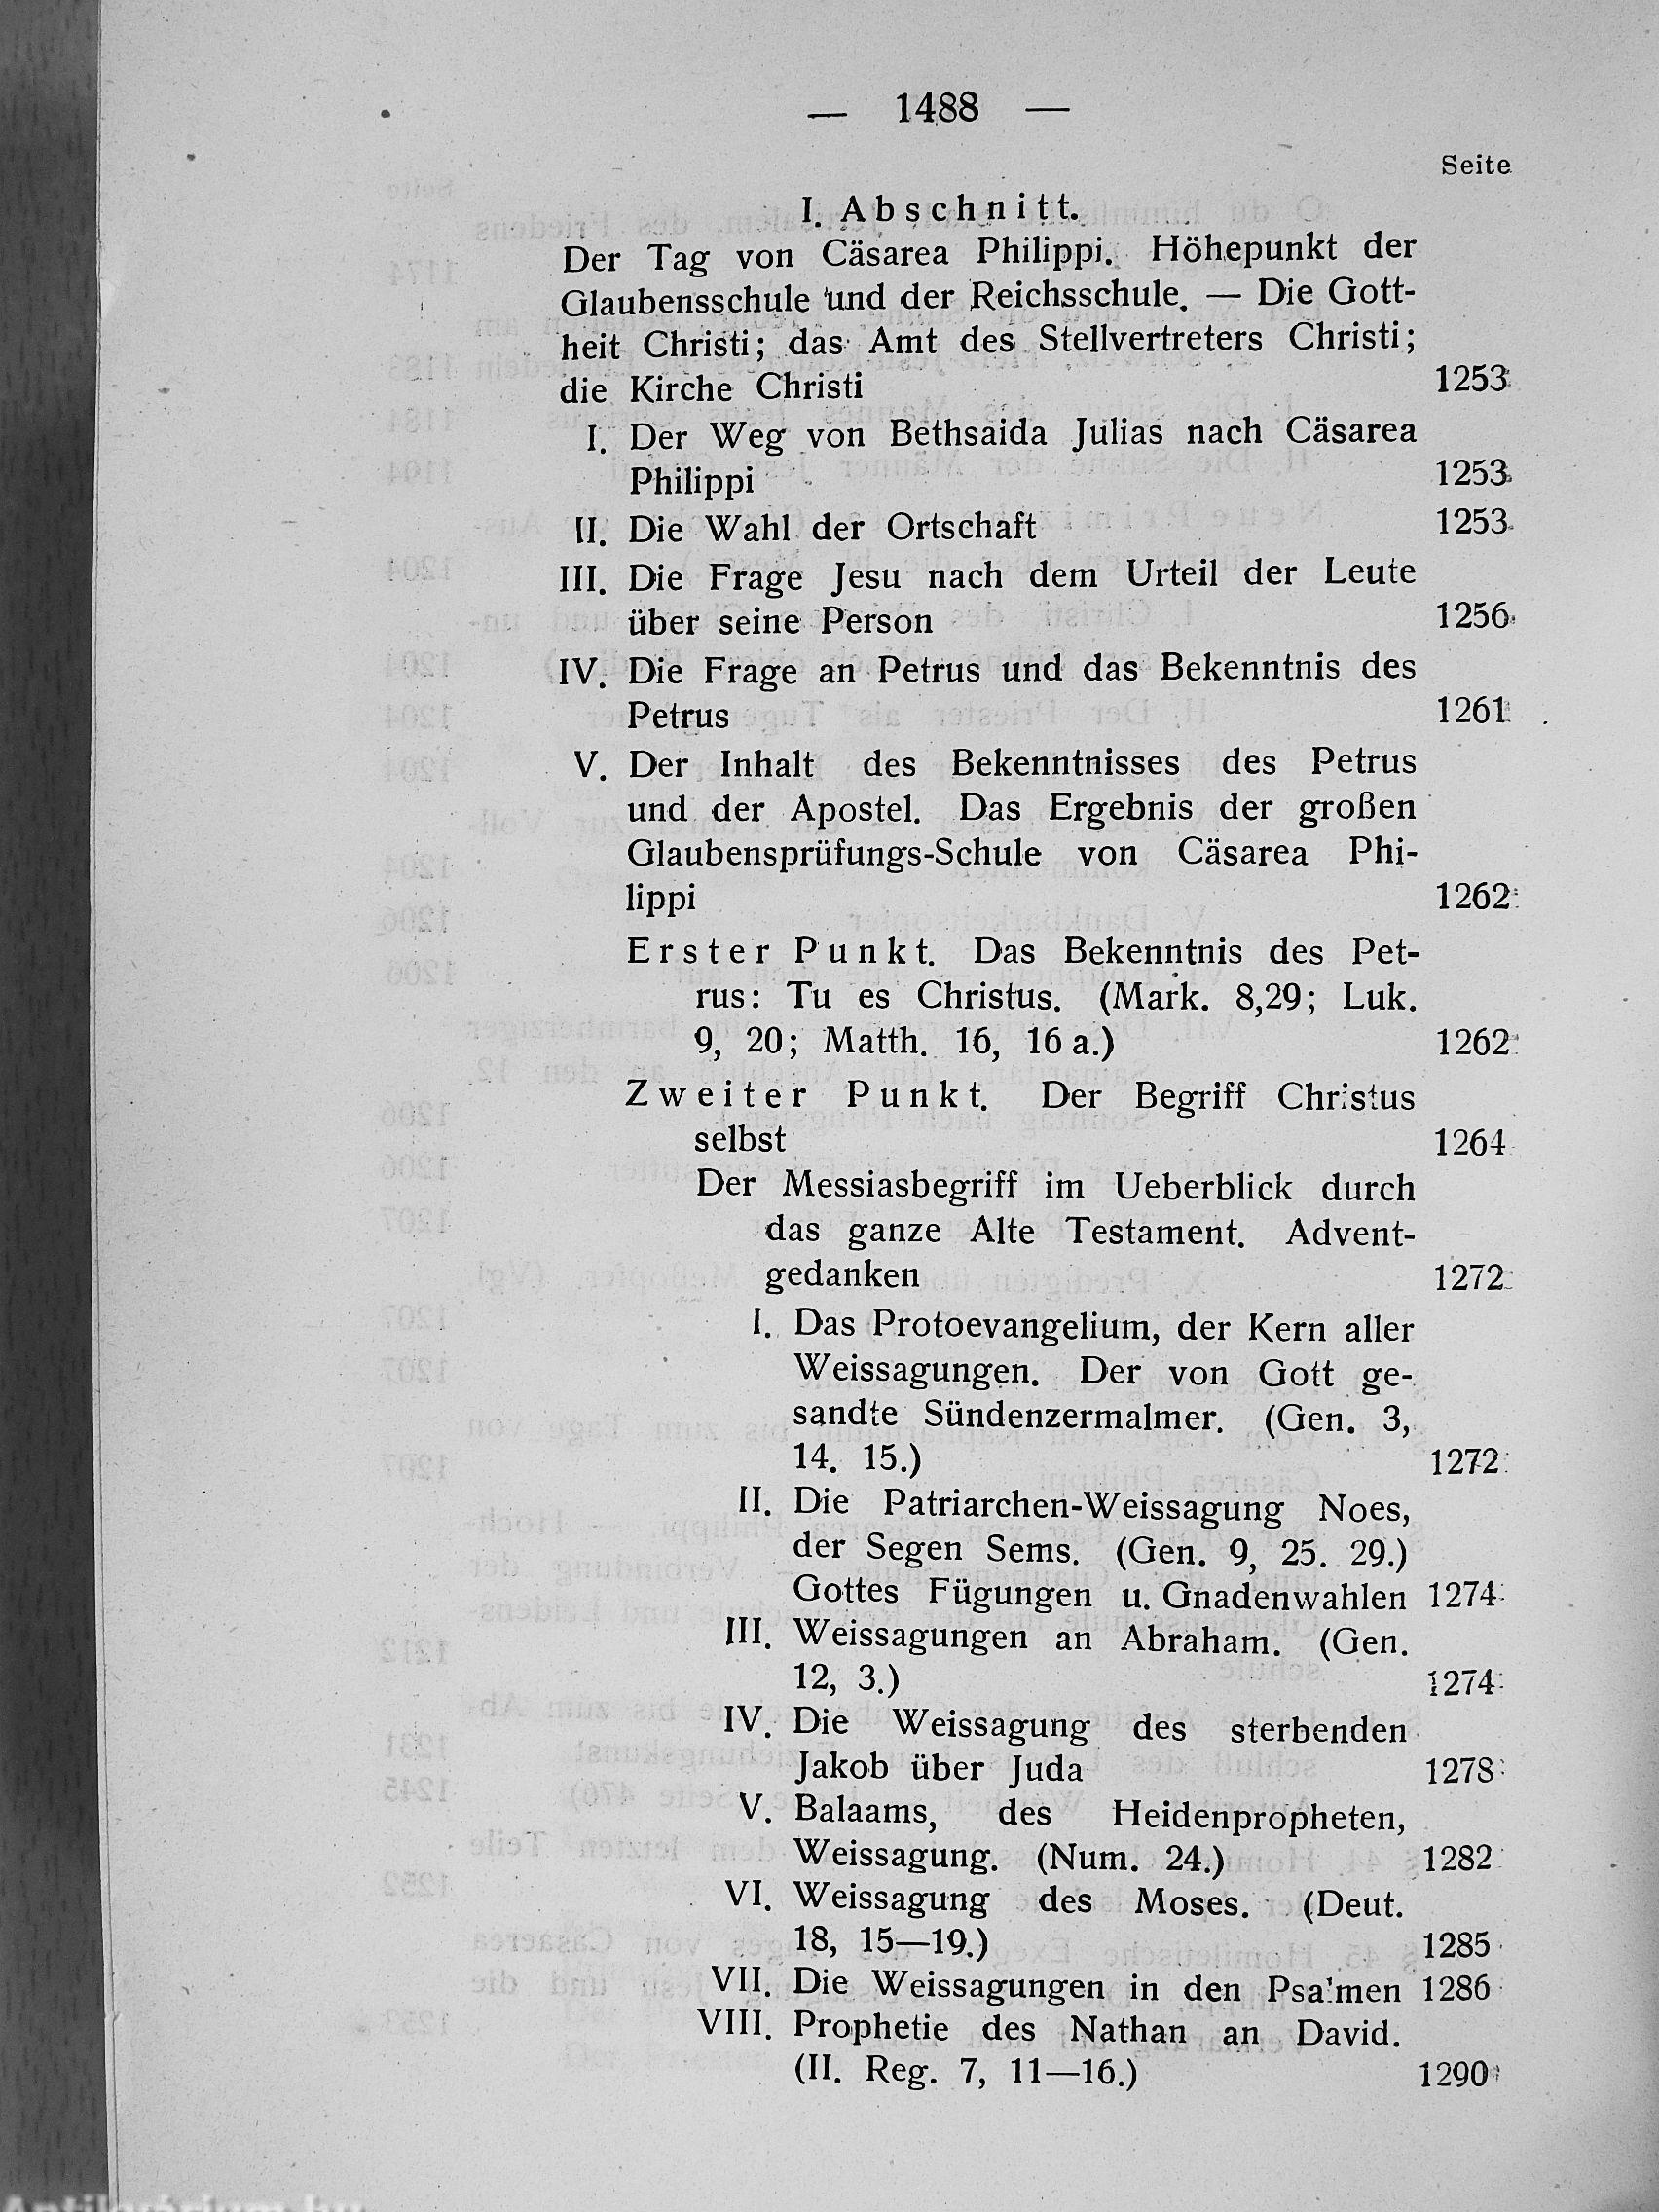 — 1488 —
Seite
I. Abschnitt.
Der Tag von Cäsarea Philippi. Höhepunkt der
Glaubensschule und der Reichsschule. — Die Gott-
heit Christi; das Amt des Stellvertreters Christi;
die Kirche Christi 1253
I. Der Weg von Bethsaida Julias nach Cäsarea
Philippi 1253
II. Die Wahl der Ortschaft 1253
III. Die Frage Jesu nach dem Urteil der Leute
über seine Person 1256
IV. Die Frage an Petrus und das Bekenntnis des
Petrus 1261
V. Der Inhalt des Bekenntnisses des Petrus
und der Apostel. Das Ergebnis der großen
Glaubensprüfungs-Schule von Cäsarea Phi-
lippi 1262
Erster Punkt. Das Bekenntnis des Pet-
rus: Tu es Christus. (Mark. 8,29; Luk.
9, 20; Matth. 16, 16 a.) 1262
Zweiter Punkt. Der Begriff Christus
selbst 1264
Der Messiasbegriff im Ueberblick durch
das ganze Alte Testament. Advent-
gedanken 1272
I. Das Protoevangelium, der Kern aller
Weissagungen. Der von Gott ge-
sandte Sündenzermalmer. (Gen. 3,
14. 15.) 1272
II. Die Patriarchen-Weissagung Noes,
der Segen Sems. (Gen. 9, 25. 29.)
Gottes Fügungen u. Gnadenwahlen 1274
III. Weissagungen an Abraham. (Gen.
12, 3.) 1274
IV. Die Weissagung des sterbenden
Jakob über Juda 1278
V. Balaams, des Heidenpropheten,
Weissagung. (Num. 24.) 1282
VI. Weissagung des Moses. (Deut.
18, 15—19.) 1285
VII. Die Weissagungen in den Psalmen 1286
VIII. Prophetie des Nathan an David.
(II. Reg. 7, 11—16.) 1290